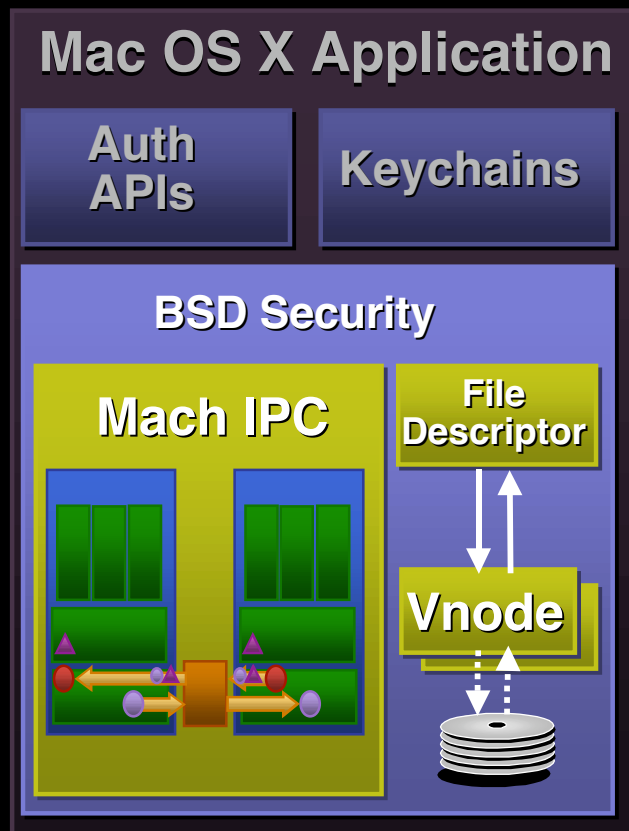 Mac OS X Application
Auth
APIs
Keychains
BSD Security
Mach IPC
File
Descriptor
Vnode